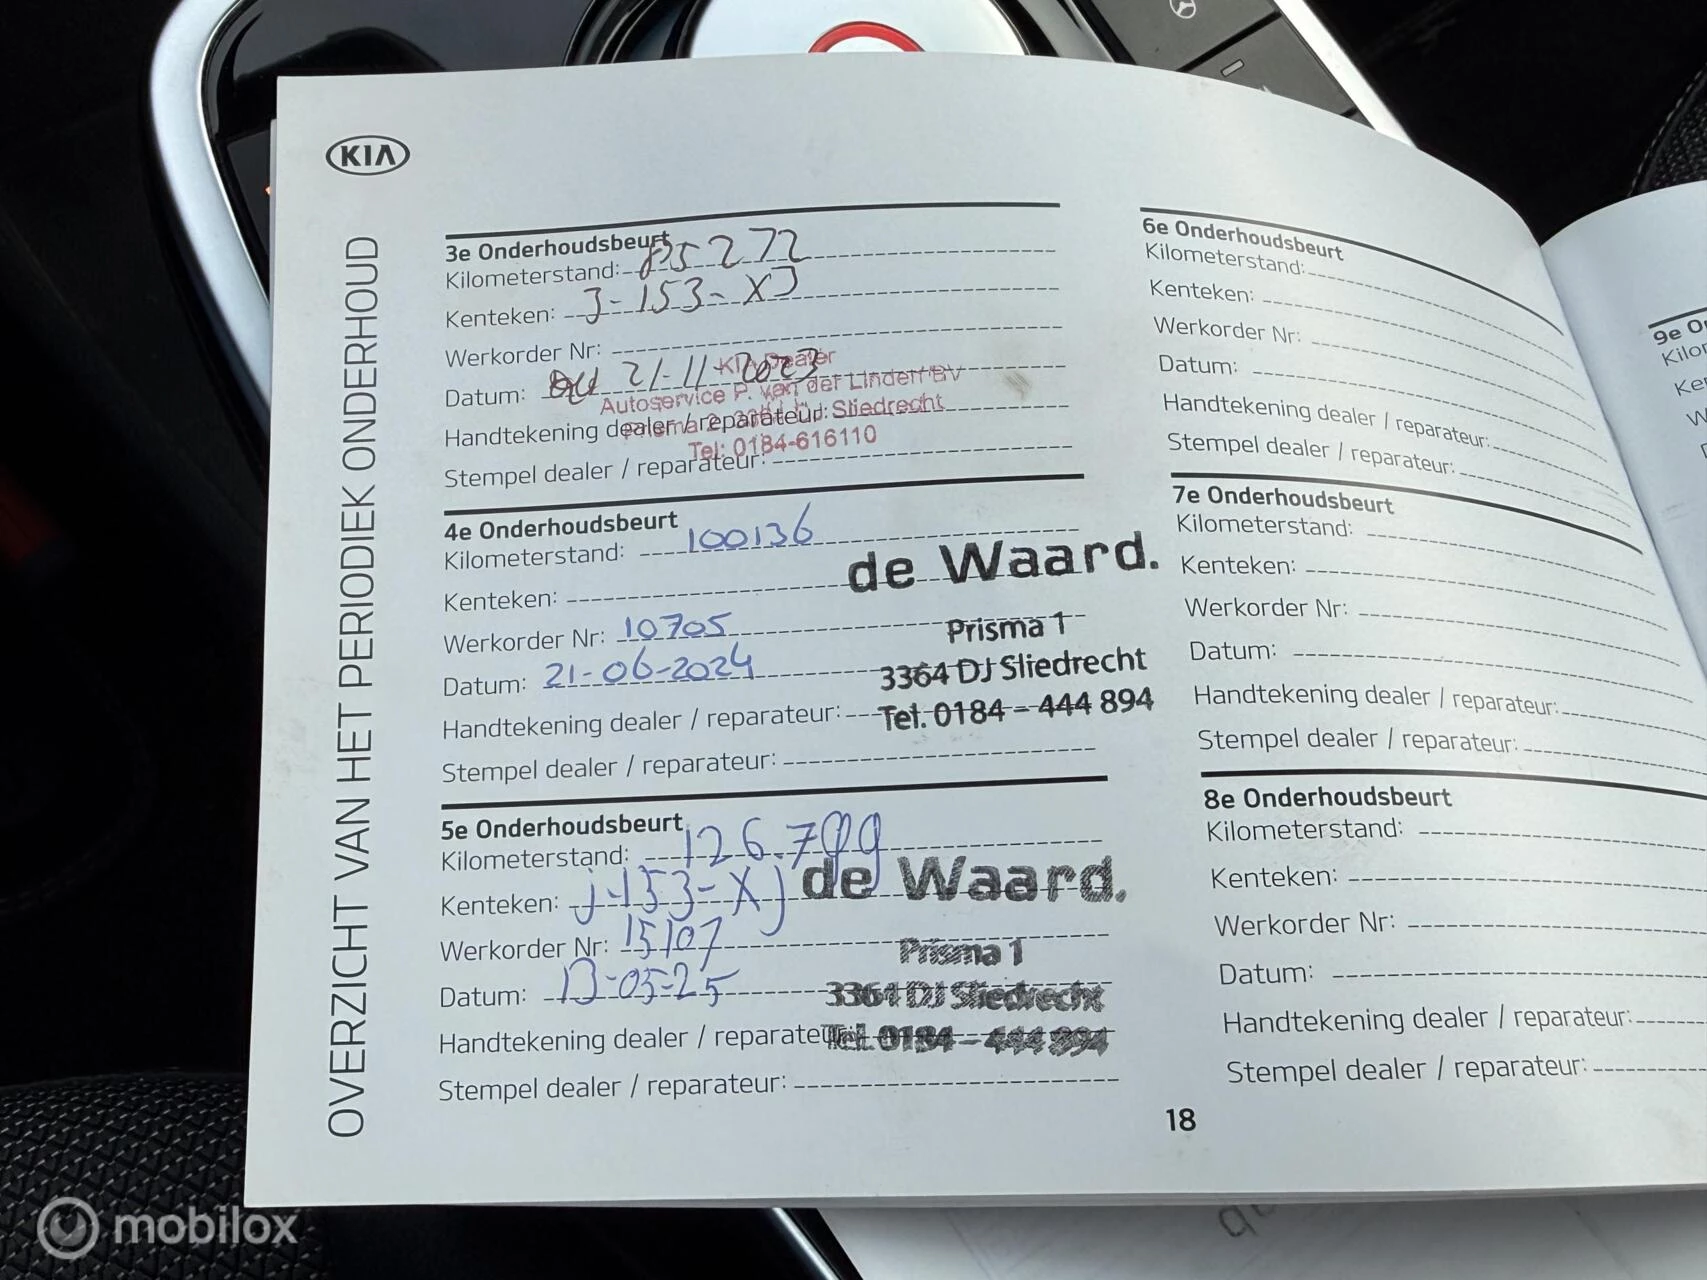 KIA
OVERZICHT VAN HET PERIODIEK ONDERHOUD
3e Onderhoudsbeurt
Kilometerstand: 85272
Kenteken: J-153-XJ
Werkorder Nr:
Datum: 21-11-2023
KIA Dealer
Autoservice P. van der Linden BV
Handtekening dealer / reparateur: Sliedrecht
Tel: 0184-616110
Stempel dealer / reparateur:
4e Onderhoudsbeurt
Kilometerstand: 100136
de Waard.
Kenteken:
Werkorder Nr: 10705
Prisma 1
Datum: 21-06-2024
3364 DJ Sliedrecht
Handtekening dealer / reparateur:
Tel. 0184 - 444 894
Stempel dealer / reparateur:
5e Onderhoudsbeurt
Kilometerstand: 126.799
de Waard.
Kenteken: J-153-XJ
Werkorder Nr: 15107
Prisma 1
Datum: 13-05-25
3364 DJ Sliedrecht
Handtekening dealer / reparateur:
Tel. 0184 - 444 894
Stempel dealer / reparateur:
6e Onderhoudsbeurt
Kilometerstand:
Kenteken:
Werkorder Nr:
Datum:
Handtekening dealer / reparateur:
Stempel dealer / reparateur:
7e Onderhoudsbeurt
Kilometerstand:
Kenteken:
Werkorder Nr:
Datum:
Handtekening dealer / reparateur:
Stempel dealer / reparateur:
8e Onderhoudsbeurt
Kilometerstand:
Kenteken:
Werkorder Nr:
Datum:
Handtekening dealer / reparateur:
Stempel dealer / reparateur:
18
9e
mobilox